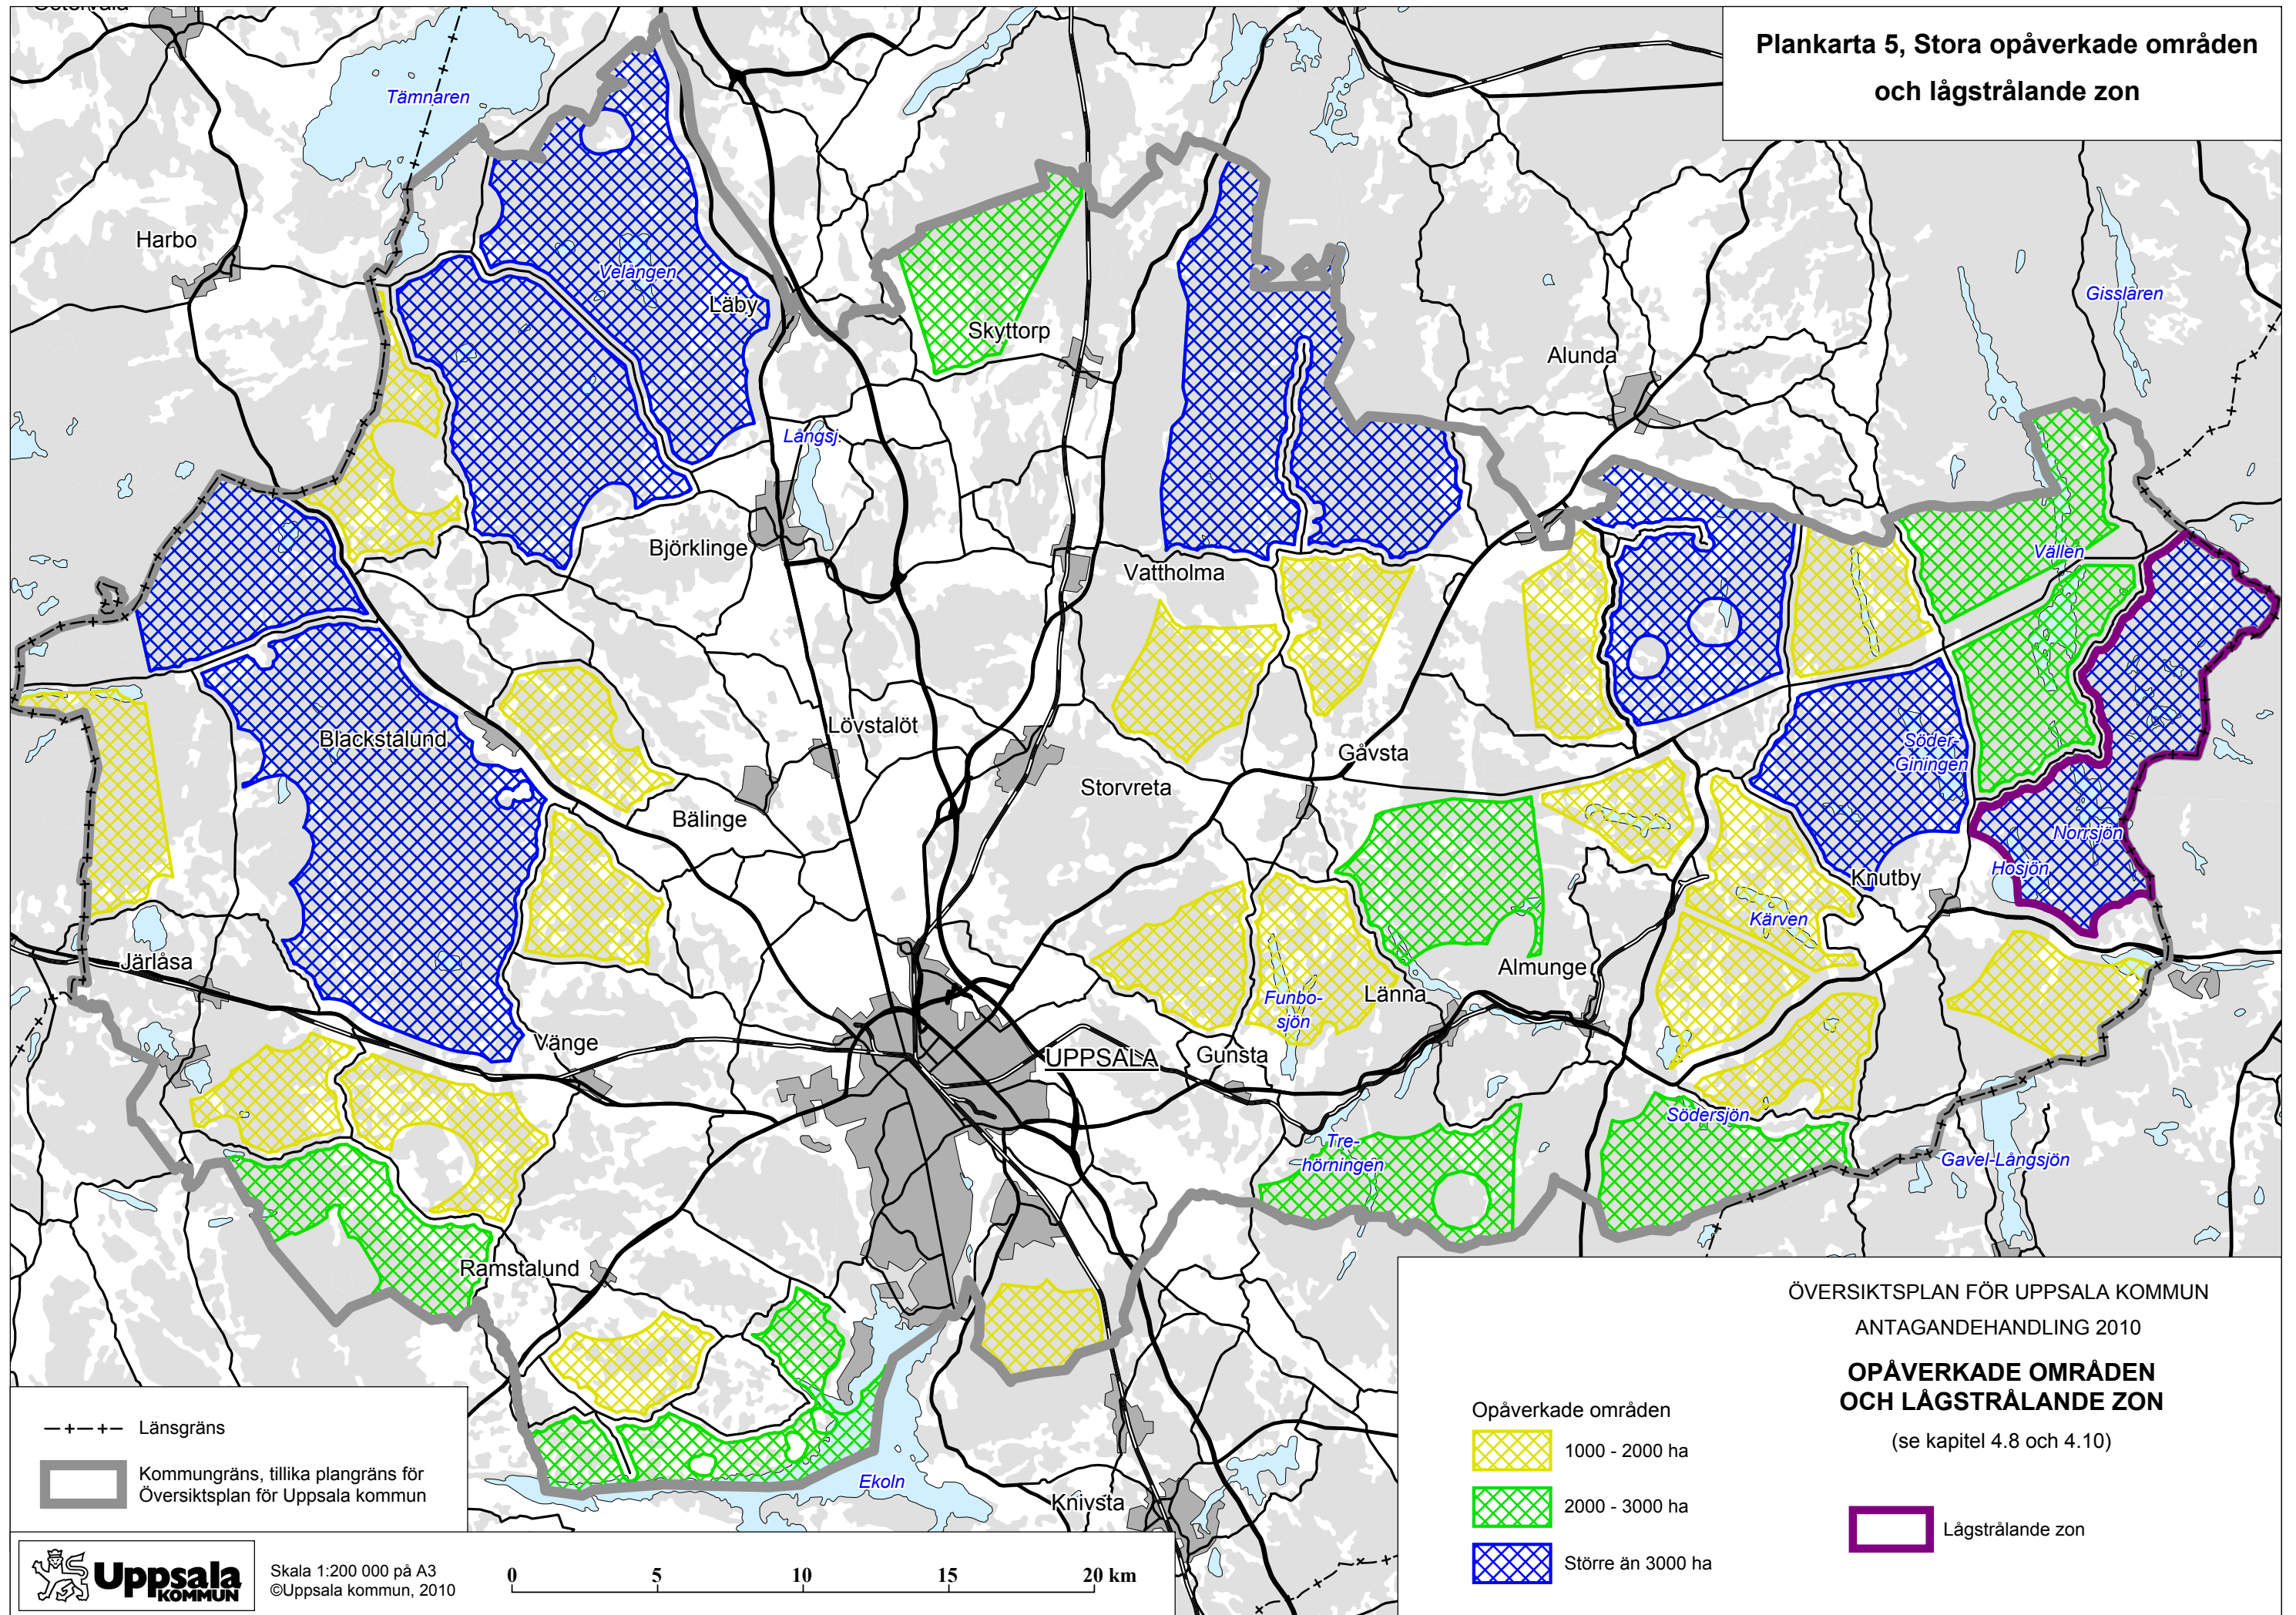 Plankarta 5, Stora opåverkade områden
och lågstrålande zon
Tämnaren
Harbo
Velången
Läby
Skyttorp
Gisslaren
Alunda
Långsj.
Björklinge
Vattholma
Vällen
Blackstalund
Lövstalöt
Gåvsta
Söder-
Giningen
Storvreta
Bälinge
Norrsjön
Hosjön
Knutby
Kärven
Järlåsa
Almunge
Länna
Funbo-
sjön
Vänge
UPPSALA
Gunsta
Södersjön
Tre-
hörningen
Gavel-Långsjön
Ramstalund
Ekoln
Knivsta
Länsgräns
Kommungräns, tillika plangräns för
Översiktsplan för Uppsala kommun
Uppsala
KOMMUN
Skala 1:200 000 på A3
©Uppsala kommun, 2010
0 5 10 15 20 km
ÖVERSIKTSPLAN FÖR UPPSALA KOMMUN
ANTAGANDEHANDLING 2010
OPÅVERKADE OMRÅDEN
OCH LÅGSTRÅLANDE ZON
(se kapitel 4.8 och 4.10)
Opåverkade områden
1000 - 2000 ha
2000 - 3000 ha
Större än 3000 ha
Lågstrålande zon